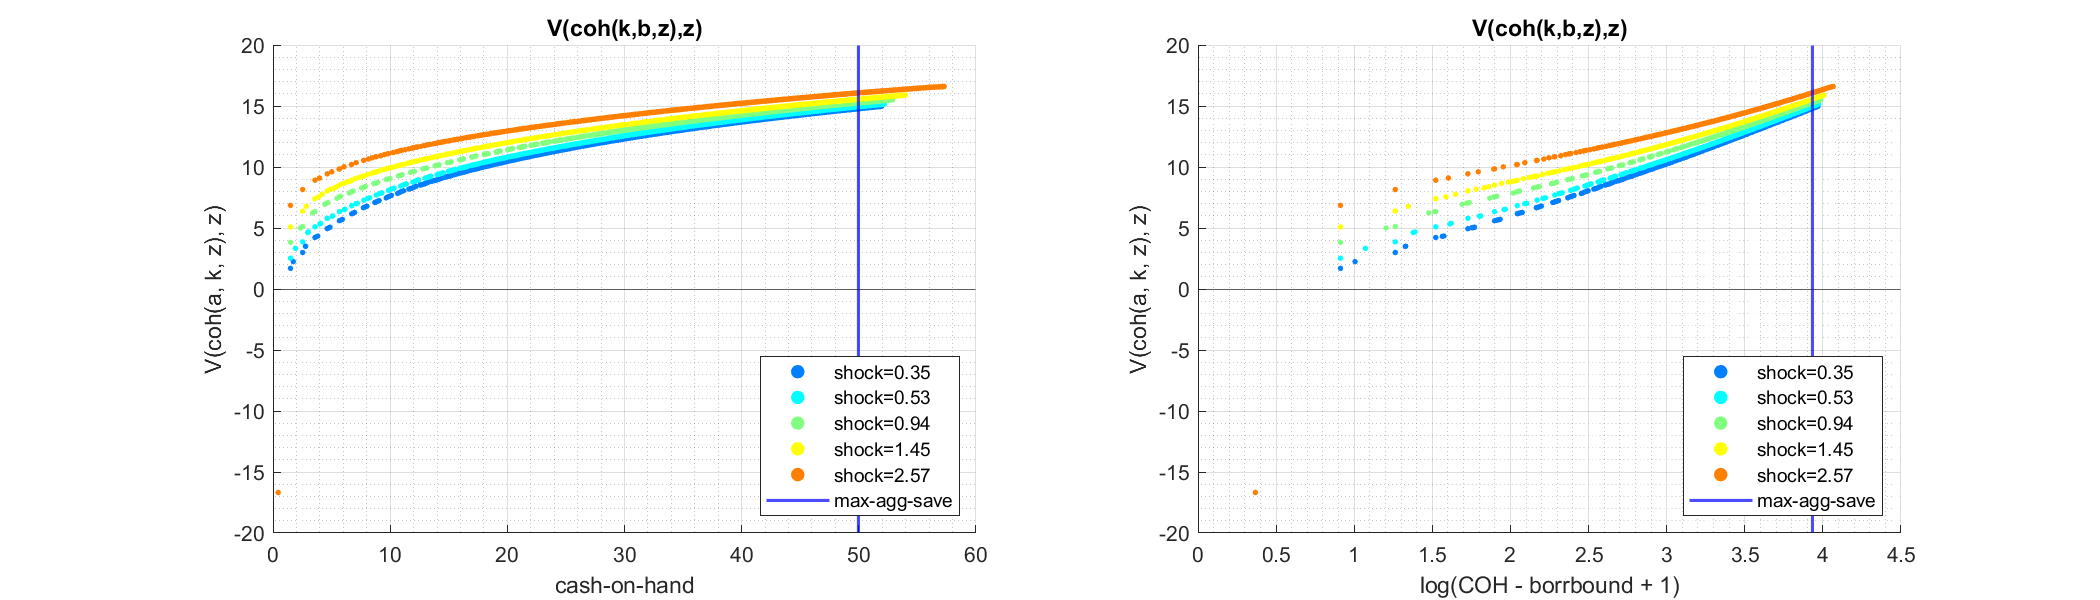 V(coh(k,b,z),z)
20
15
10
5
0
-5
-10
-15
-20
V(coh(a, k, z), z)
0
10
20
30
40
50
60
cash-on-hand
shock=0.35
shock=0.53
shock=0.94
shock=1.45
shock=2.57
max-agg-save
V(coh(k,b,z),z)
20
15
10
5
0
-5
-10
-15
-20
V(coh(a, k, z), z)
0
0.5
1
1.5
2
2.5
3
3.5
4
4.5
log(COH - borrbound + 1)
shock=0.35
shock=0.53
shock=0.94
shock=1.45
shock=2.57
max-agg-save